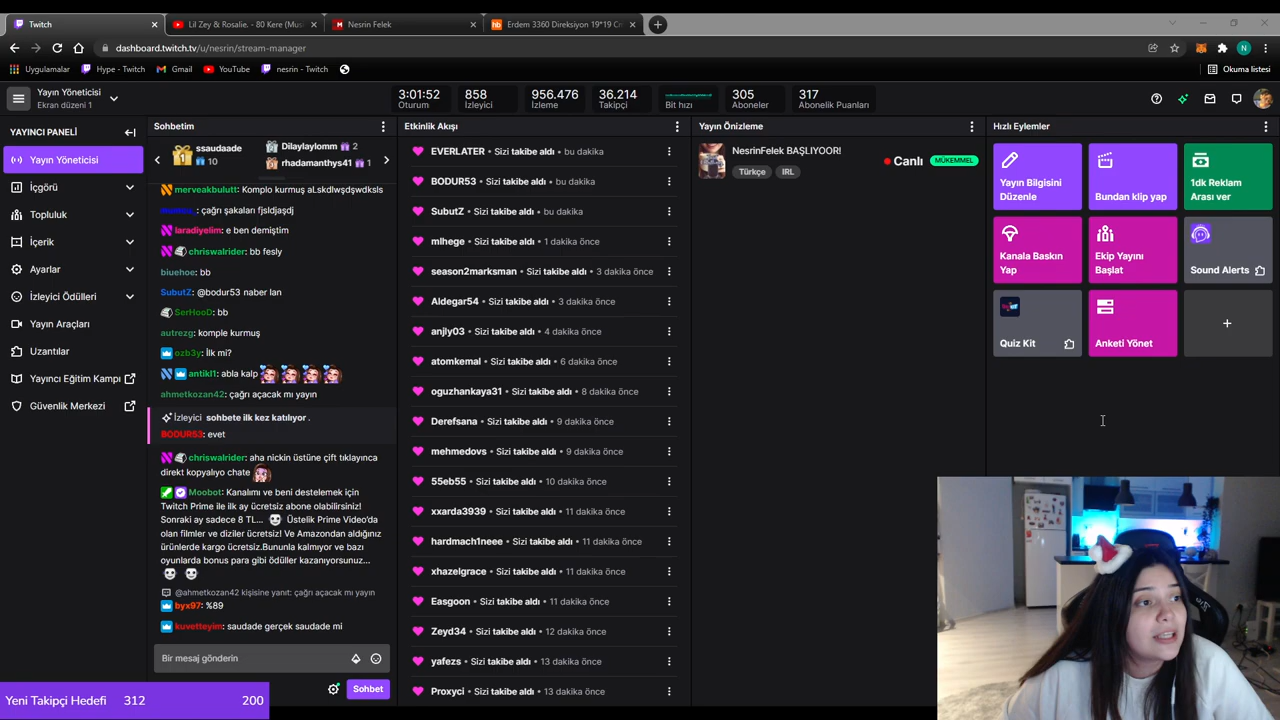 Twitch
Lil Zey & Rosalie. - 80 Kere (Mus
Nesrin Felek
Erdem 3360 Direksiyon 19*19 Cr
dashboard.twitch.tv/u/nesrin/stream-manager
Uygulamalar
Hype - Twitch
Gmail
YouTube
nesrin - Twitch
Okuma listesi
Yayın Yöneticisi
Ekran düzeni 1
3:01:52
Oturum
858
İzleyici
956.476
İzleme
36.214
Takipçi
Bit hızı
305
Aboneler
317
Abonelik Puanları
YAYINCI PANELİ
Yayın Yöneticisi
İçgörü
Topluluk
İçerik
Ayarlar
İzleyici Ödülleri
Yayın Araçları
Uzantılar
Yayıncı Eğitim Kampı
Güvenlik Merkezi
Sohbetim
ssaudaade
10
Dilaylaylomm 2
rhadamanthys41 1
merveakbulutt: Komplo kurmuş aLskdlwşdşwdksls
: çağrı şakaları fjsldjaşdj
laradiyelim: e ben demiştim
chriswalrider: bb fesly
biuehoe: bb
SubutZ: @bodur53 naber lan
SerHooD: bb
autrezg: komple kurmuş
ozb3y: İlk mi?
antikl1: abla kalp
ahmetkozan42: çağrı açacak mı yayın
İzleyici sohbete ilk kez katılıyor .
BODUR53: evet
chriswalrider: aha nickin üstüne çift tıklayınca
direkt kopyalıyo chate
Moobot: Kanalımı ve beni destelemek için
Twitch Prime ile ilk ay ücretsiz abone olabilirsiniz!
Sonraki ay sadece 8 TL... Üstelik Prime Video'da
olan filmler ve diziler ücretsiz! Ve Amazondan aldığınız
ürünlerde kargo ücretsiz.Bununla kalmıyor ve bazı
oyunlarda bonus para gibi ödüller kazanıyorsunuz...
@ahmetkozan42 kişisine yanıt: çağrı açacak mı yayın
byx97: %89
kuvetteyim: saudade gerçek saudade mi
Bir mesaj gönderin
Sohbet
Yeni Takipçi Hedefi 312 200
Etkinlik Akışı
EVERLATER • Sizi takibe aldı • bu dakika
BODUR53 • Sizi takibe aldı • bu dakika
SubutZ • Sizi takibe aldı • bu dakika
mlhege • Sizi takibe aldı • 1 dakika önce
season2marksman • Sizi takibe aldı • 3 dakika önce
Aldegar54 • Sizi takibe aldı • 3 dakika önce
anjly03 • Sizi takibe aldı • 4 dakika önce
atomkemal • Sizi takibe aldı • 6 dakika önce
oguzhankaya31 • Sizi takibe aldı • 8 dakika önce
Derefsana • Sizi takibe aldı • 9 dakika önce
mehmedovs • Sizi takibe aldı • 9 dakika önce
55eb55 • Sizi takibe aldı • 10 dakika önce
xxarda3939 • Sizi takibe aldı • 11 dakika önce
hardmach1neee • Sizi takibe aldı • 11 dakika önce
xhazelgrace • Sizi takibe aldı • 11 dakika önce
Easgoon • Sizi takibe aldı • 11 dakika önce
Zeyd34 • Sizi takibe aldı • 12 dakika önce
yafezs • Sizi takibe aldı • 13 dakika önce
Proxyci • Sizi takibe aldı • 13 dakika önce
Yayın Önizleme
NesrinFelek BAŞLIYOOR!
Türkçe
IRL
Canlı
MÜKEMMEL
Hızlı Eylemler
Yayın Bilgisini
Düzenle
Bundan klip yap
1dk Reklam
Arası ver
Kanala Baskın
Yap
Ekip Yayını
Başlat
Sound Alerts
Quiz Kit
Anketi Yönet